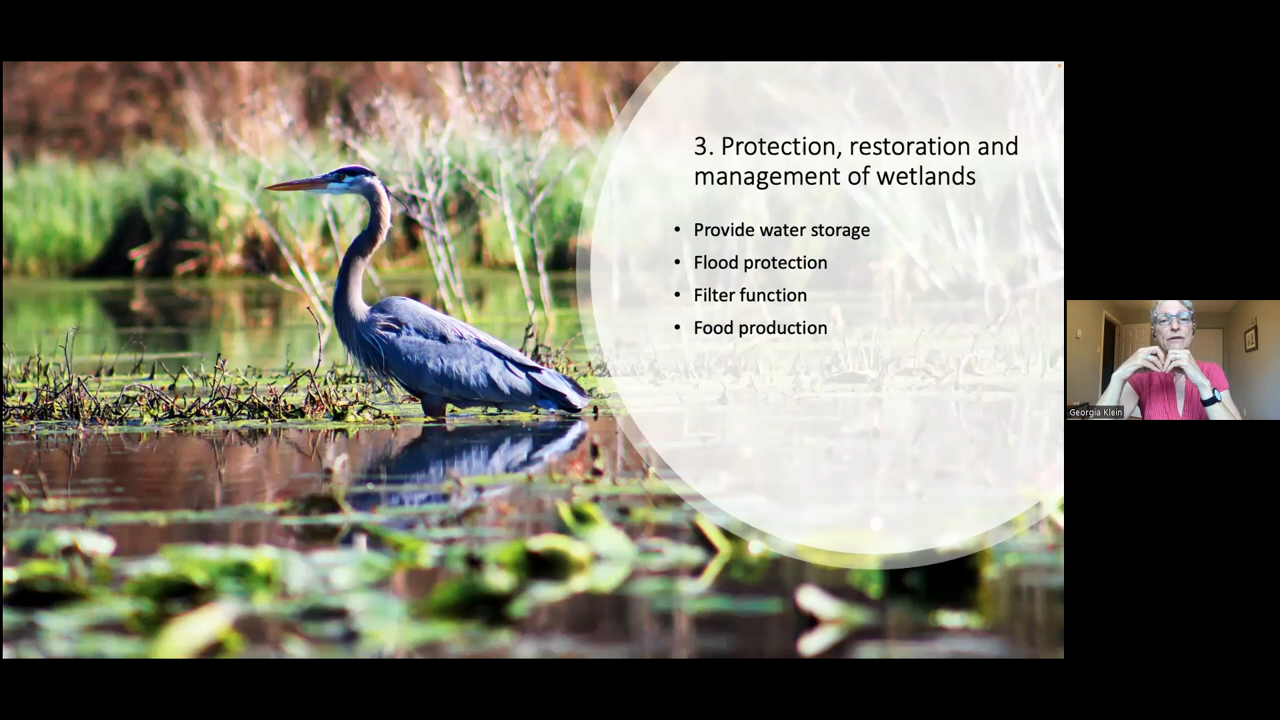 3. Protection, restoration and
management of wetlands
• Provide water storage
• Flood protection
• Filter function
• Food production
Georgia Klein